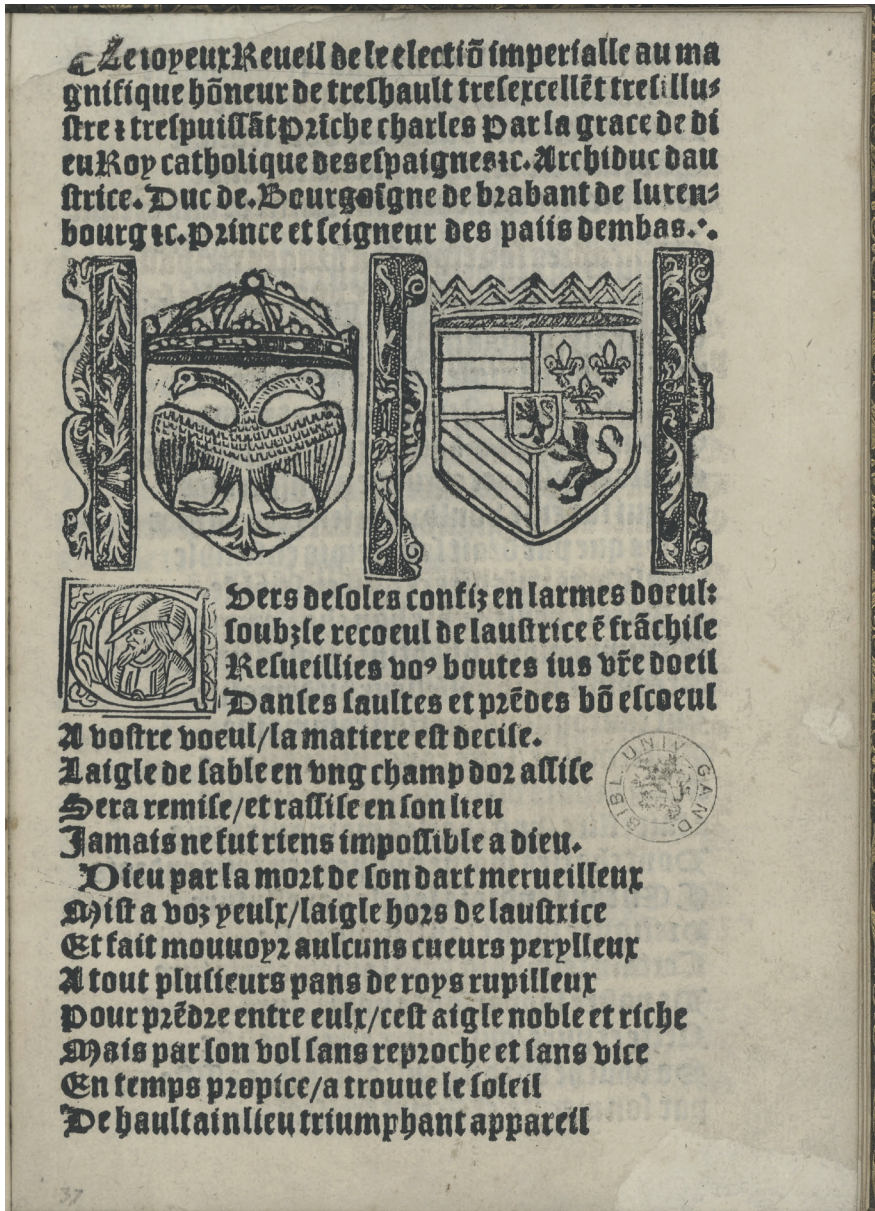 ⸿ Le ioyeux Reueil de le electiõ imperialle au ma
gnifique hõneur de treshault tresexcellẽt tresillu⸗
stre ⁊ trespuissãt prĩche charles Par la grace de di
eu Roy catholique des espaignes ⁊c. Archiduc dau
strice. Duc de. Bourgoigne de brabant de luxen⸗
bourg ⁊c. prince et seigneur des paiis dembas.∙.
Vers desoles confiz en larmes doeul:
soubz le recoeul de laustrice ẽ frãchise
Resueillies voꝰ boutes ius vr̃e doeil
Danses saultes et prẽdes bõ escoeul
A vostre voeul/la matiere est decise.
Laigle de sable en vng champ dor assise
Sera remise/et rassise en son lieu
Jamais ne fut riens impossible a dieu.
Dieu par la mort de son dart merueilleux
Mist a voz yeulx/laigle hors de laustrice
Et fait mouuoyr aulcuns cueurs perylleux
A tout plusieurs pans de roys rupilleux
Pour prẽdre entre eulx/cest aigle noble et riche
Mais par son vol sans reproche et sans vice
En temps propice/a trouue le soleil
De haultain lieu triumphant appareil
BIBL. UNIV. GAND.
37